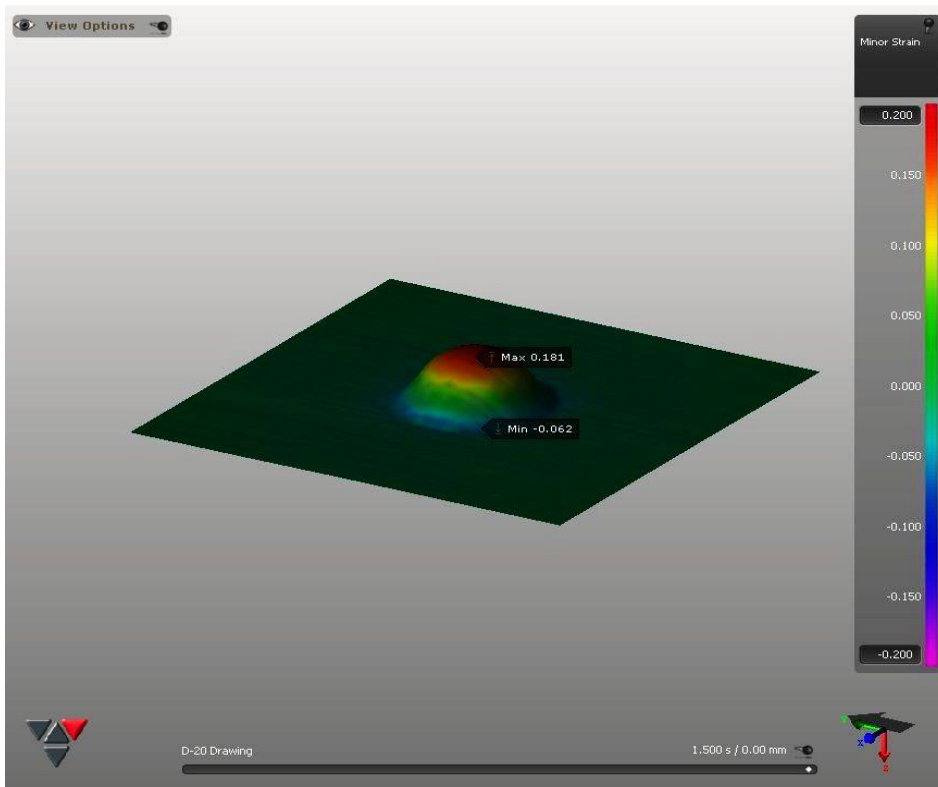 View Options
Minor Strain
0.200
0.150
0.100
0.050
0.000
-0.050
-0.100
-0.150
-0.200
Max 0.181
Min -0.062
D-20 Drawing
1.500 s / 0.00 mm
Y
X
Z